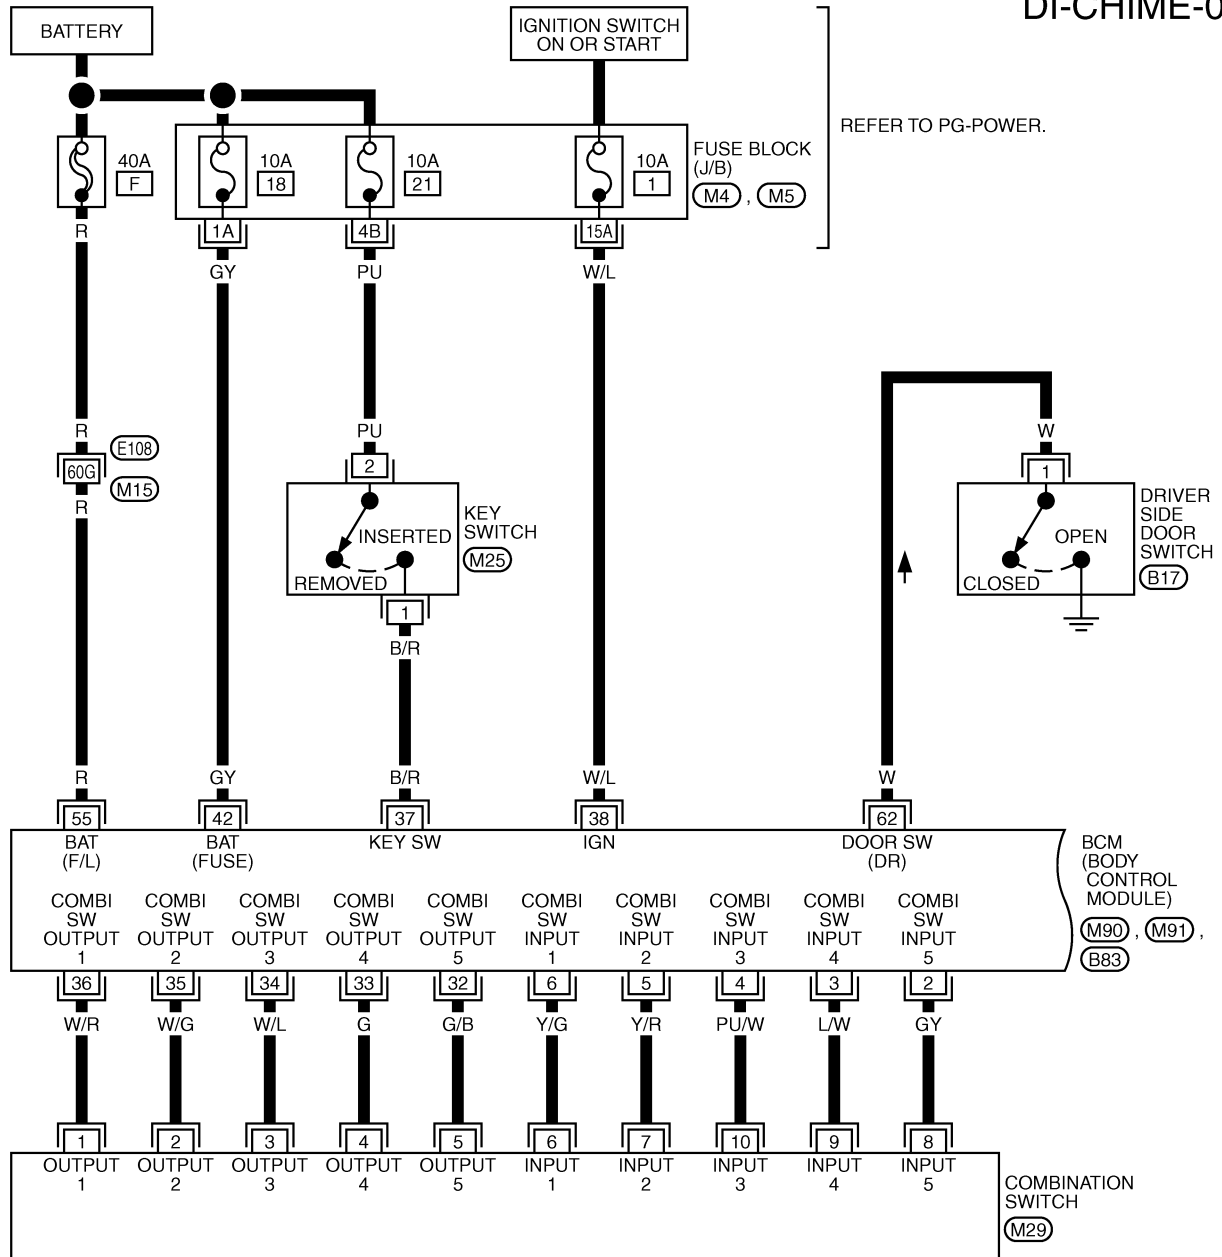 DI-CHIME-0
BATTERY
IGNITION SWITCH
ON OR START
REFER TO PG-POWER.
40A
F
10A
18
10A
21
10A
1
FUSE BLOCK
(J/B)
M4 , M5
R
1A
4B
15A
GY
PU
W/L
R
E108
60G
M15
R
PU
2
W
1
KEY
SWITCH
M25
INSERTED
REMOVED
1
B/R
DRIVER
SIDE
DOOR
SWITCH
B17
OPEN
CLOSED
R
GY
B/R
W/L
W
55
42
37
38
62
BAT
(F/L)
BAT
(FUSE)
KEY SW
IGN
DOOR SW
(DR)
BCM
(BODY
CONTROL
MODULE)
M90 , M91 ,
B83
COMBI
SW
OUTPUT
1
COMBI
SW
OUTPUT
2
COMBI
SW
OUTPUT
3
COMBI
SW
OUTPUT
4
COMBI
SW
OUTPUT
5
COMBI
SW
INPUT
1
COMBI
SW
INPUT
2
COMBI
SW
INPUT
3
COMBI
SW
INPUT
4
COMBI
SW
INPUT
5
36
35
34
33
32
6
5
4
3
2
W/R
W/G
W/L
G
G/B
Y/G
Y/R
PU/W
L/W
GY
1
2
3
4
5
6
7
10
9
8
OUTPUT
1
OUTPUT
2
OUTPUT
3
OUTPUT
4
OUTPUT
5
INPUT
1
INPUT
2
INPUT
3
INPUT
4
INPUT
5
COMBINATION
SWITCH
M29